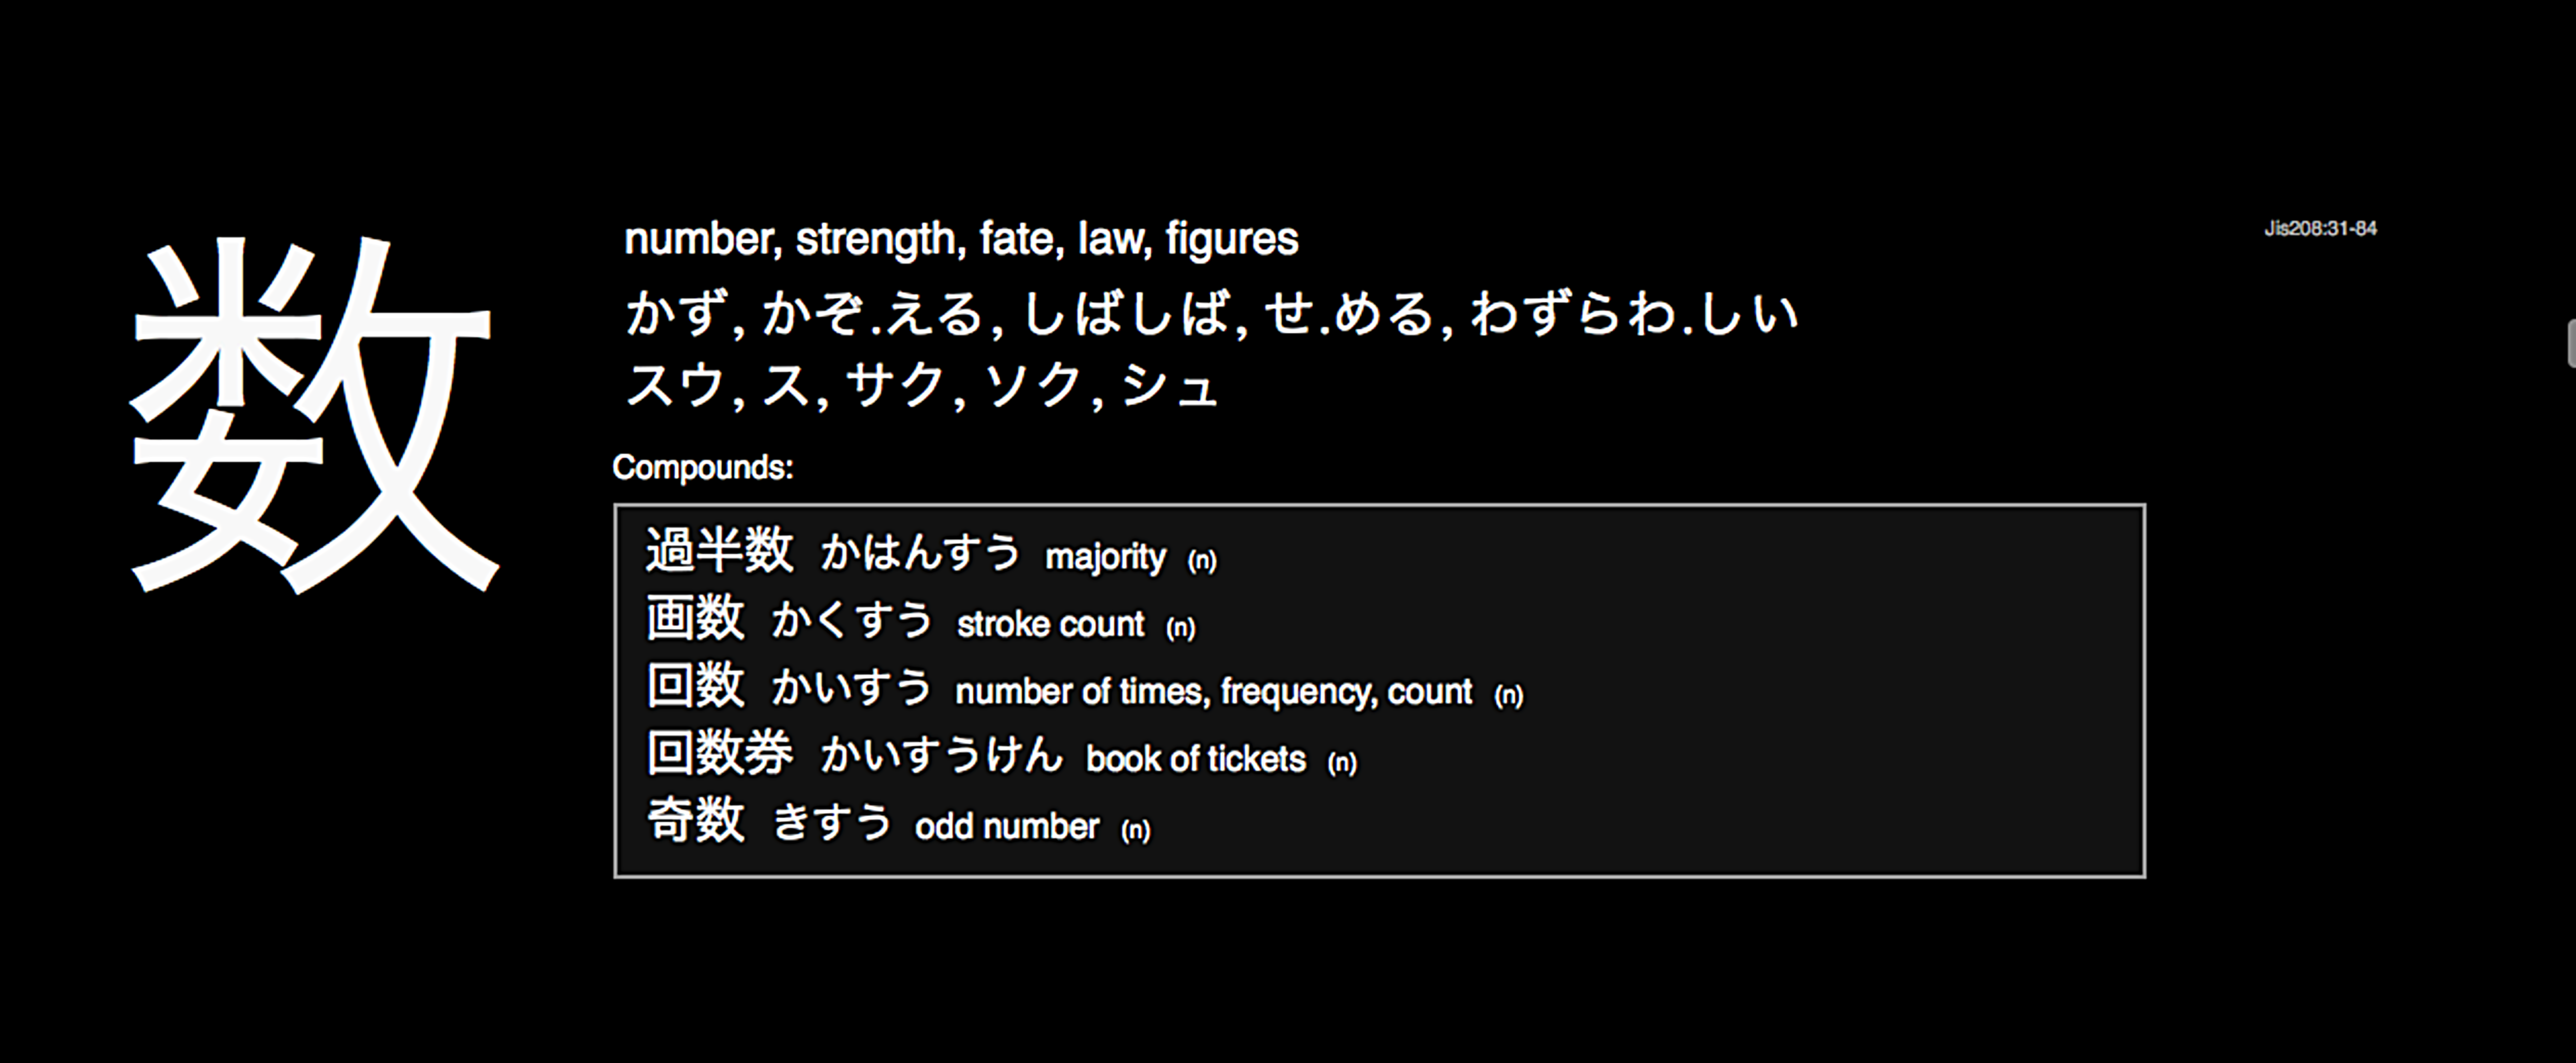 数
number, strength, fate, law, figures
Jis208:31-84
かず, かぞ.える, しばしば, せ.める, わずらわ.しい
スウ, ス, サク, ソク, シュ
Compounds:
過半数 かはんすう majority (n)
画数 かくすう stroke count (n)
回数 かいすう number of times, frequency, count (n)
回数券 かいすうけん book of tickets (n)
奇数 きすう odd number (n)